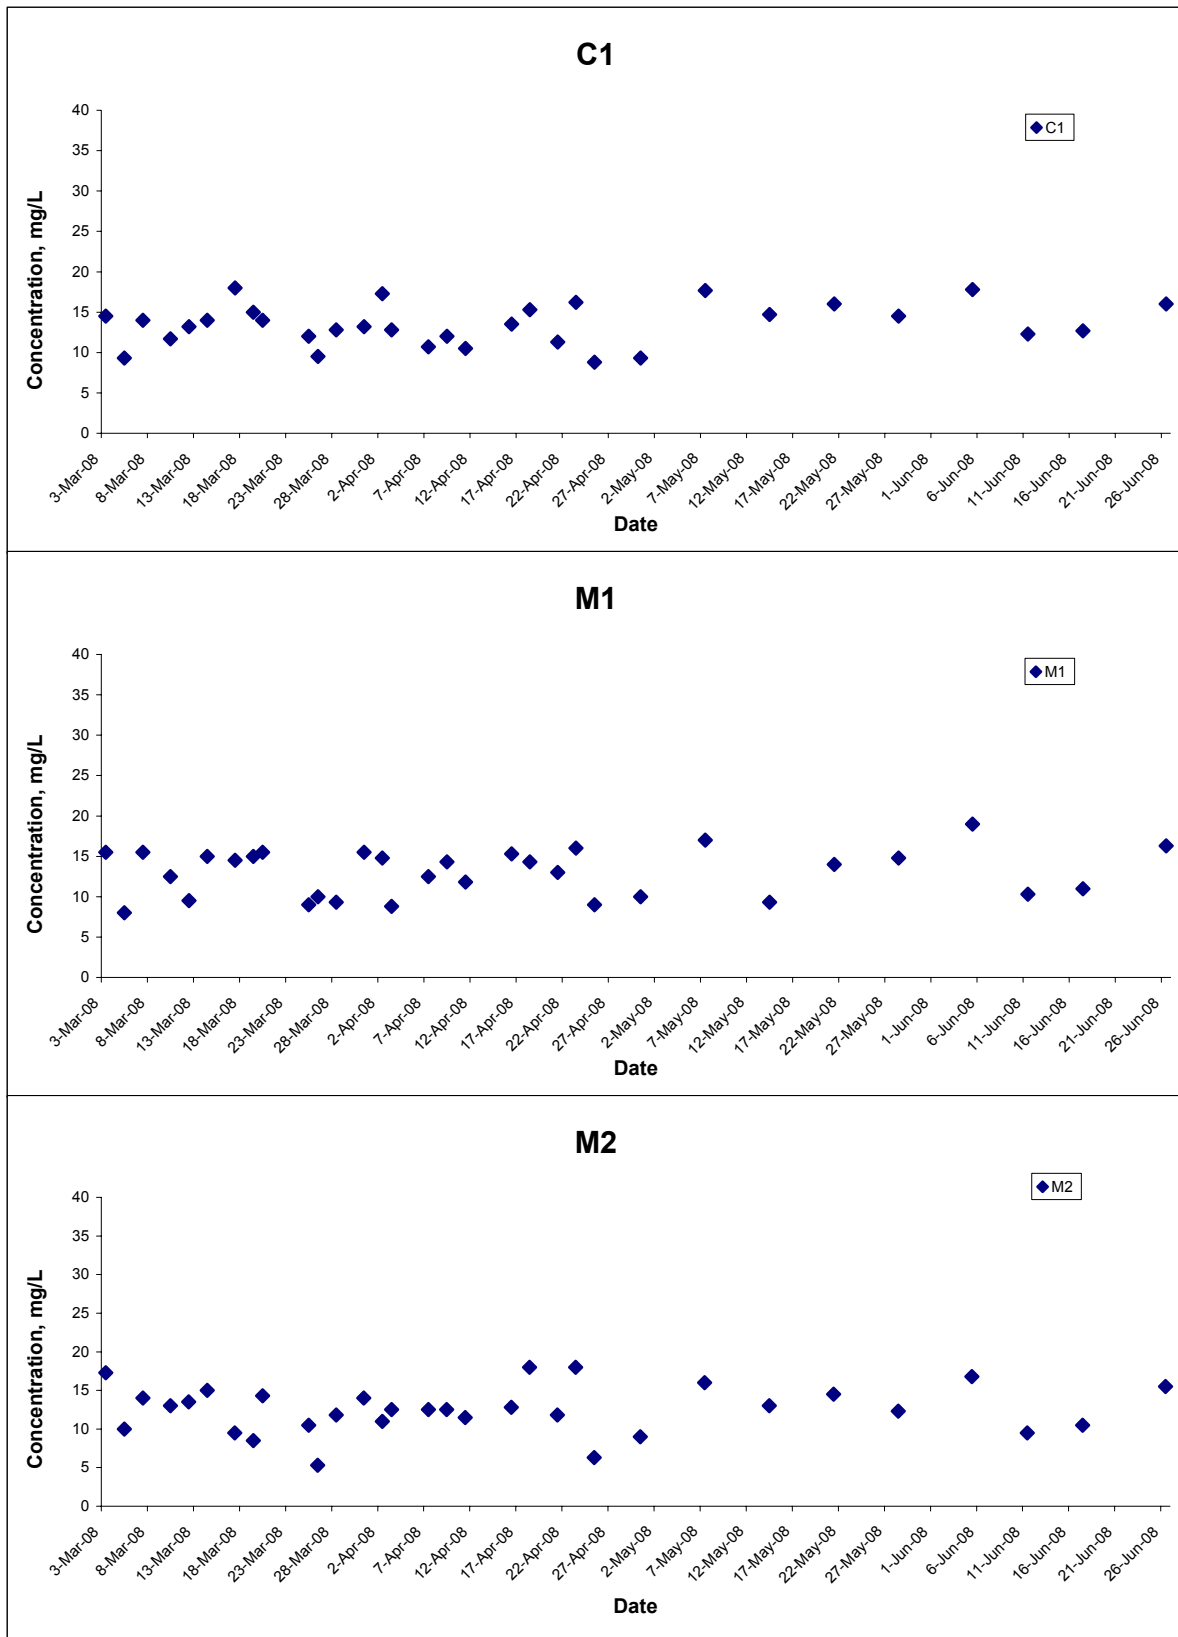 C1
C1
40
35
30
25
20
15
10
5
0
Concentration, mg/L
3-Mar-08
8-Mar-08
13-Mar-08
18-Mar-08
23-Mar-08
28-Mar-08
2-Apr-08
7-Apr-08
12-Apr-08
17-Apr-08
22-Apr-08
27-Apr-08
2-May-08
7-May-08
12-May-08
17-May-08
22-May-08
27-May-08
1-Jun-08
6-Jun-08
11-Jun-08
16-Jun-08
21-Jun-08
26-Jun-08
Date
M1
M1
40
35
30
25
20
15
10
5
0
Concentration, mg/L
3-Mar-08
8-Mar-08
13-Mar-08
18-Mar-08
23-Mar-08
28-Mar-08
2-Apr-08
7-Apr-08
12-Apr-08
17-Apr-08
22-Apr-08
27-Apr-08
2-May-08
7-May-08
12-May-08
17-May-08
22-May-08
27-May-08
1-Jun-08
6-Jun-08
11-Jun-08
16-Jun-08
21-Jun-08
26-Jun-08
Date
M2
M2
40
35
30
25
20
15
10
5
0
Concentration, mg/L
3-Mar-08
8-Mar-08
13-Mar-08
18-Mar-08
23-Mar-08
28-Mar-08
2-Apr-08
7-Apr-08
12-Apr-08
17-Apr-08
22-Apr-08
27-Apr-08
2-May-08
7-May-08
12-May-08
17-May-08
22-May-08
27-May-08
1-Jun-08
6-Jun-08
11-Jun-08
16-Jun-08
21-Jun-08
26-Jun-08
Date